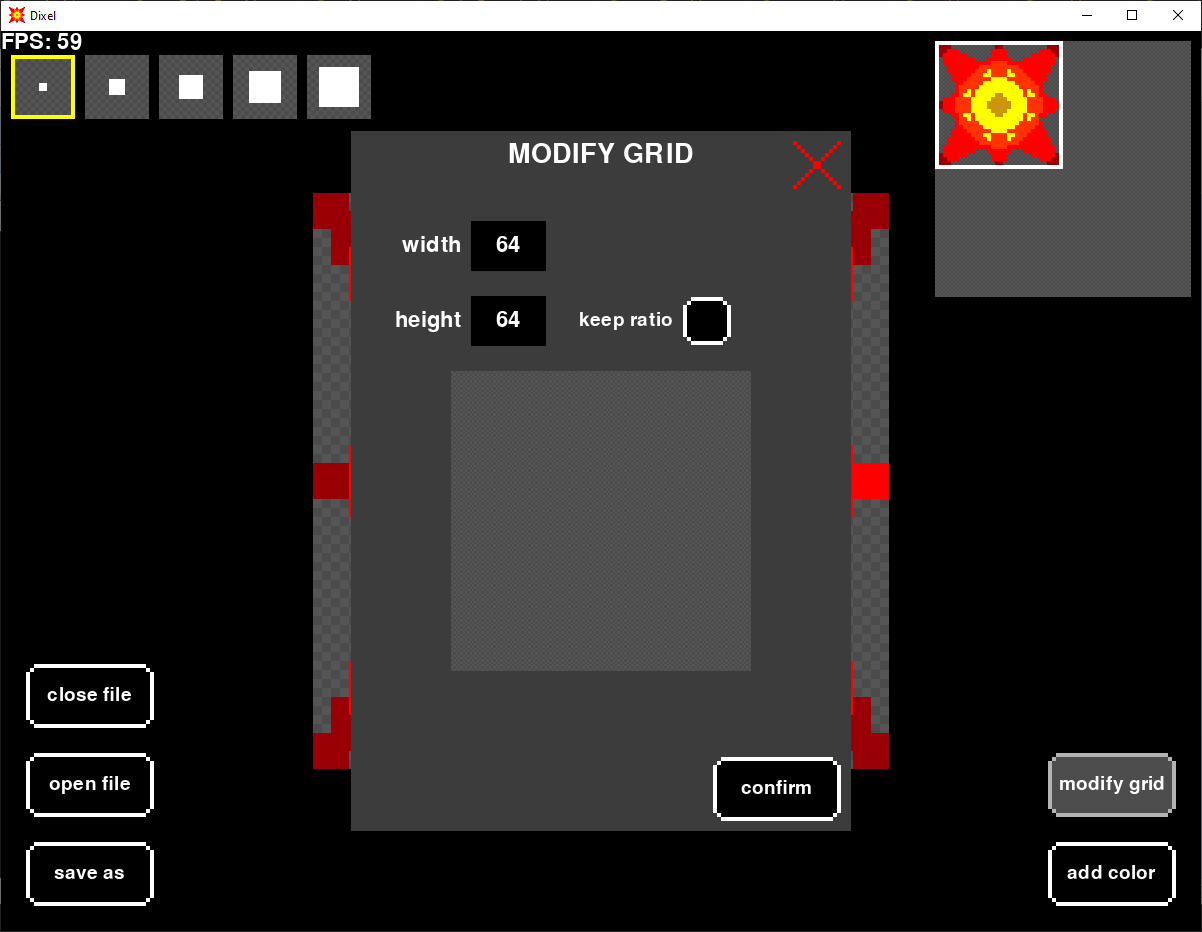 Dixel
FPS: 59
MODIFY GRID
width 64
height 64 keep ratio
close file
open file
save as
confirm
modify grid
add color